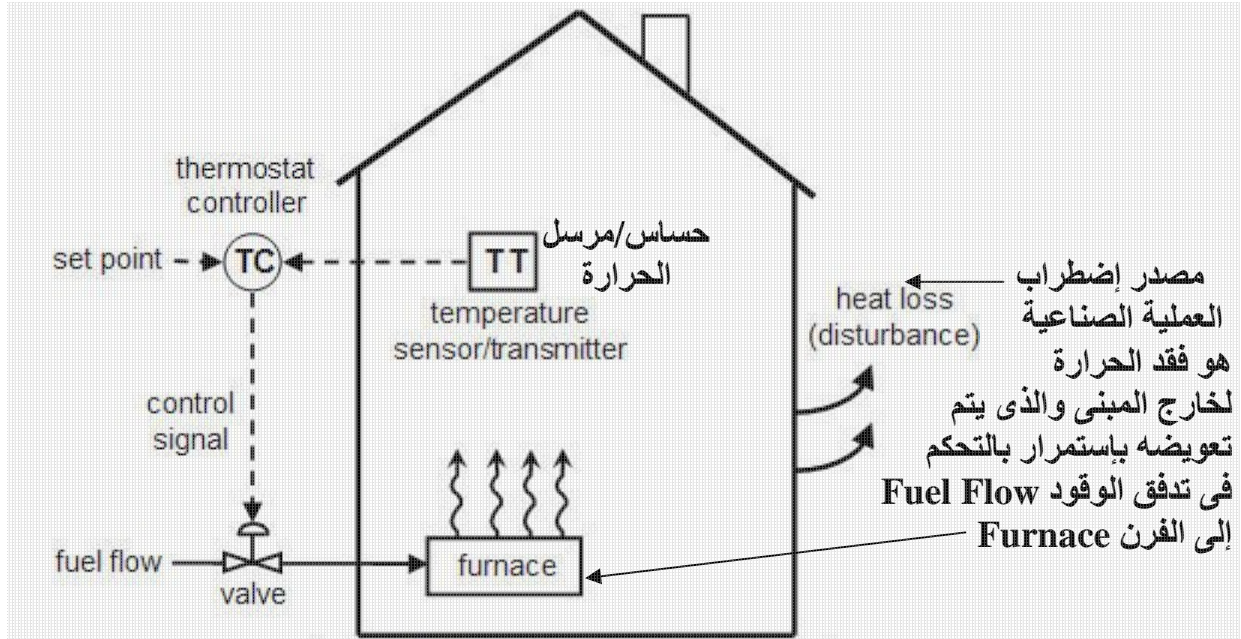 thermostat
controller
set point
TC
TT
حساس/مرسل
الحرارة
temperature
sensor/transmitter
control
signal
fuel flow
valve
furnace
heat loss
(disturbance)
مصدر إضطراب
العملية الصناعية
هو فقد الحرارة
لخارج المبنى والذى يتم
تعويضه بإستمرار بالتحكم
فى تدفق الوقود Fuel Flow
إلى الفرن Furnace